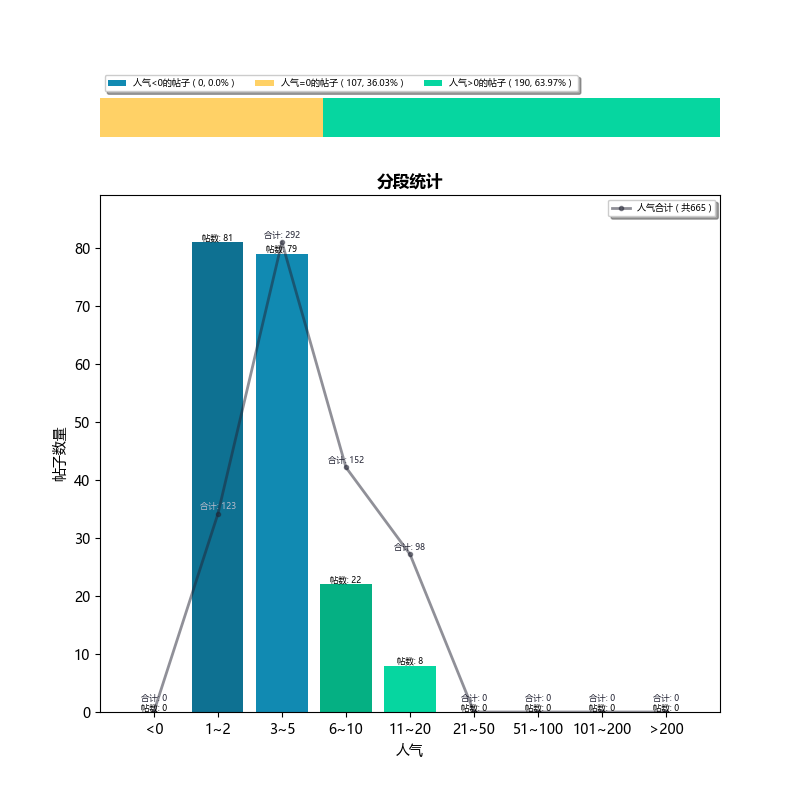 人气<0的帖子 ( 0, 0.0% ) 人气=0的帖子 ( 107, 36.03% ) 人气>0的帖子 ( 190, 63.97% )
分段统计
人气合计 ( 共665 )
帖子数量
80
70
60
50
40
30
20
10
0
合计: 0
帖数: 0
帖数: 81
合计: 123
合计: 292
帖数: 79
合计: 152
帖数: 22
合计: 98
帖数: 8
合计: 0
帖数: 0
合计: 0
帖数: 0
合计: 0
帖数: 0
合计: 0
帖数: 0
<0 1~2 3~5 6~10 11~20 21~50 51~100 101~200 >200
人气